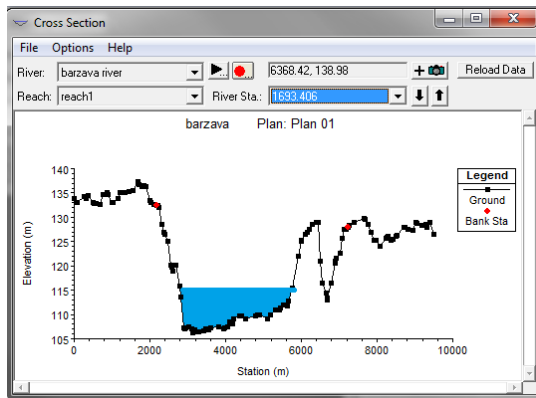 Cross Section
File Options Help
River: barzava river 6368.42, 138.98 Reload Data
Reach: reach1 River Sta.: 1693.406
barzava Plan: Plan 01
Legend
Ground
Bank Sta
Elevation (m)
140
135
130
125
120
115
110
105
0 2000 4000 6000 8000 10000
Station (m)